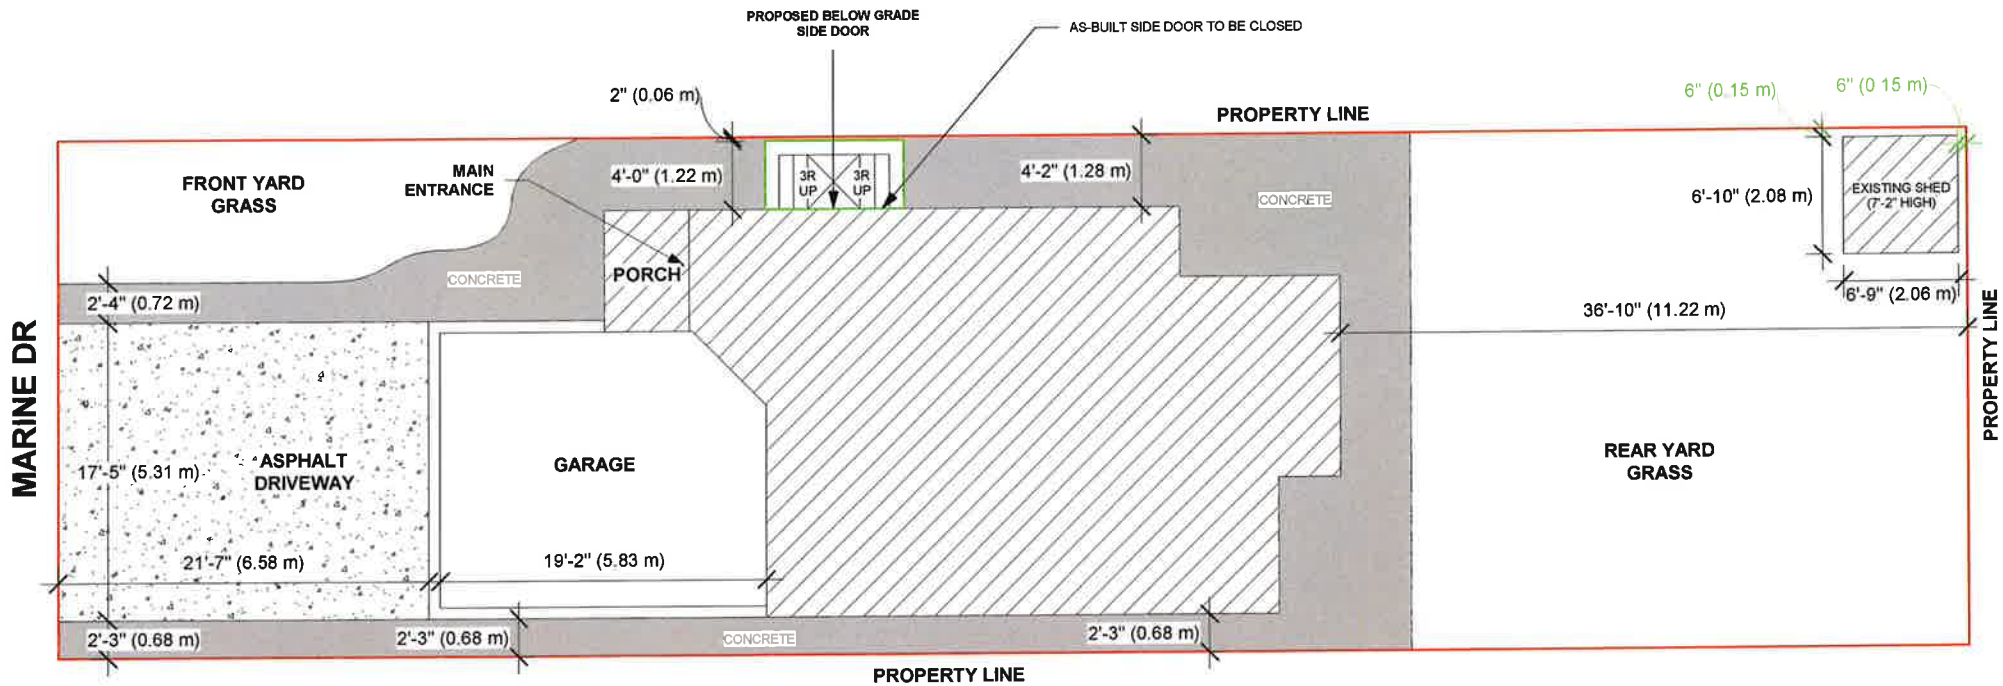 PROPOSED BELOW GRADE
SIDE DOOR
AS-BUILT SIDE DOOR TO BE CLOSED
2" (0.06 m)
PROPERTY LINE
6" (0.15 m)
6" (0.15 m)
FRONT YARD
GRASS
MAIN
ENTRANCE
4'-0" (1.22 m)
3R
UP
3R
UP
4'-2" (1.28 m)
CONCRETE
6'-10" (2.08 m)
EXISTING SHED
(7'-2" HIGH)
CONCRETE
PORCH
2'-4" (0.72 m)
6'-9" (2.06 m)
36'-10" (11.22 m)
MARINE DR
PROPERTY LINE
17'-5" (5.31 m)
ASPHALT
DRIVEWAY
GARAGE
REAR YARD
GRASS
21'-7" (6.58 m)
19'-2" (5.83 m)
2'-3" (0.68 m)
2'-3" (0.68 m)
CONCRETE
2'-3" (0.68 m)
PROPERTY LINE